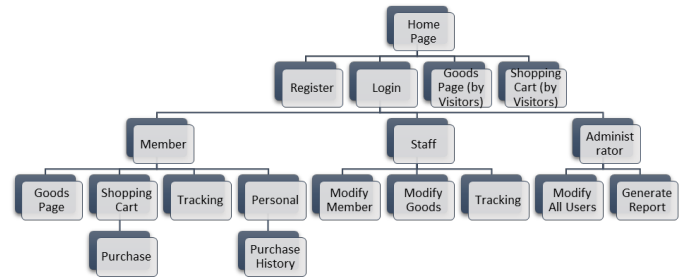 Home
Page
Register
Login
Goods
Page (by
Visitors)
Shopping
Cart (by
Visitors)
Member
Staff
Administ
rator
Goods
Page
Shopping
Cart
Tracking
Personal
Modify
Member
Modify
Goods
Tracking
Modify
All Users
Generate
Report
Purchase
Purchase
History